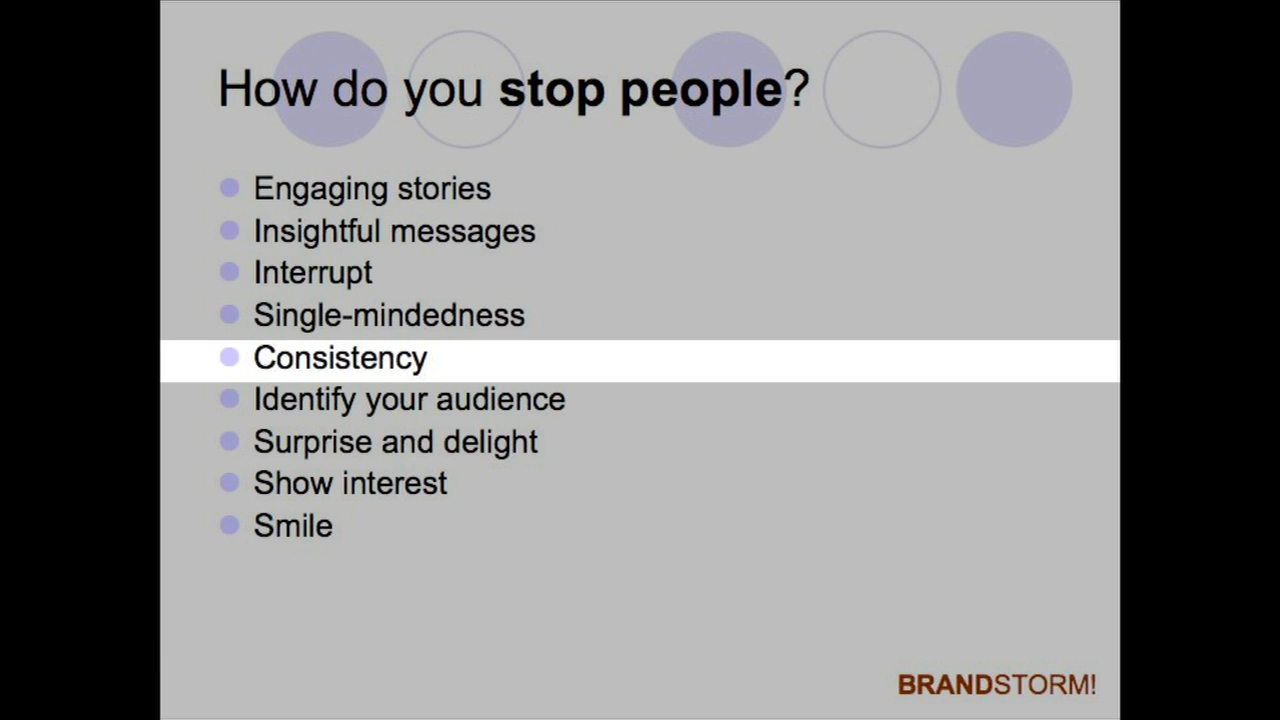 How do you stop people?
Engaging stories
Insightful messages
Interrupt
Single-mindedness
Consistency
Identify your audience
Surprise and delight
Show interest
Smile
BRANDSTORM!